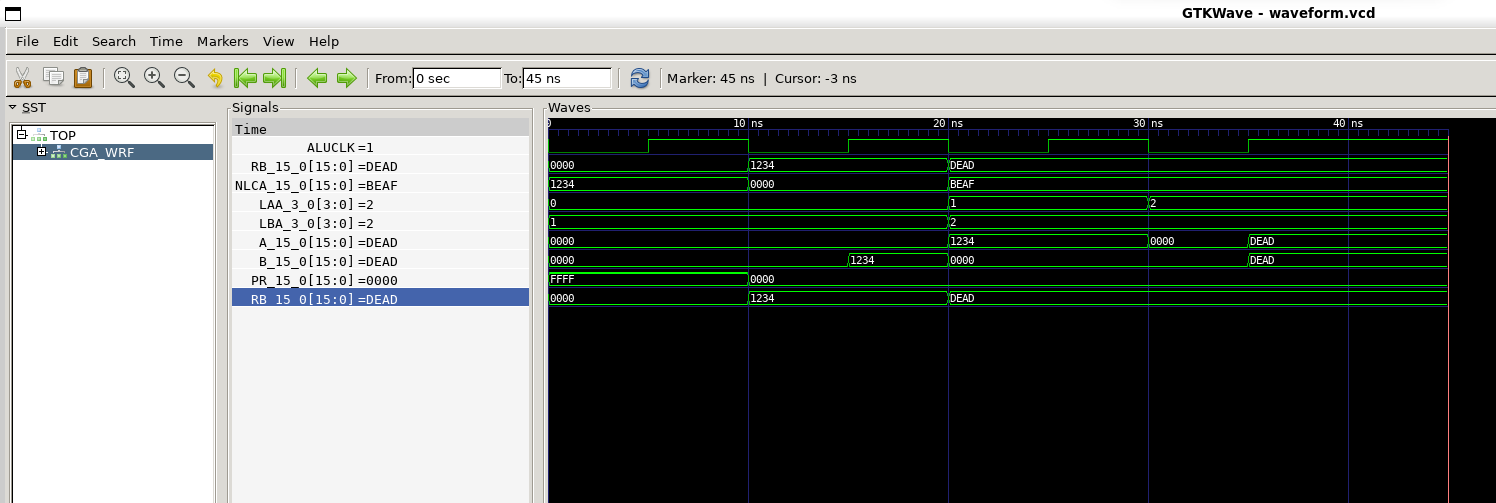 GTKWave - waveform.vcd
File Edit Search Time Markers View Help
From: 0 sec To: 45 ns Marker: 45 ns | Cursor: -3 ns
SST
TOP
CGA_WRF
Signals
Time
ALUCLK =1
RB_15_0[15:0] =DEAD
NLCA_15_0[15:0] =BEAF
LAA_3_0[3:0] =2
LBA_3_0[3:0] =2
A_15_0[15:0] =DEAD
B_15_0[15:0] =DEAD
PR_15_0[15:0] =0000
RB_15_0[15:0] =DEAD
Waves
0 10 ns 20 ns 30 ns 40 ns
0000 1234 DEAD
1234 0000 BEAF
0 1 2
1 2
0000 1234 0000 DEAD
0000 1234 0000 DEAD
FFFF 0000
0000 1234 DEAD